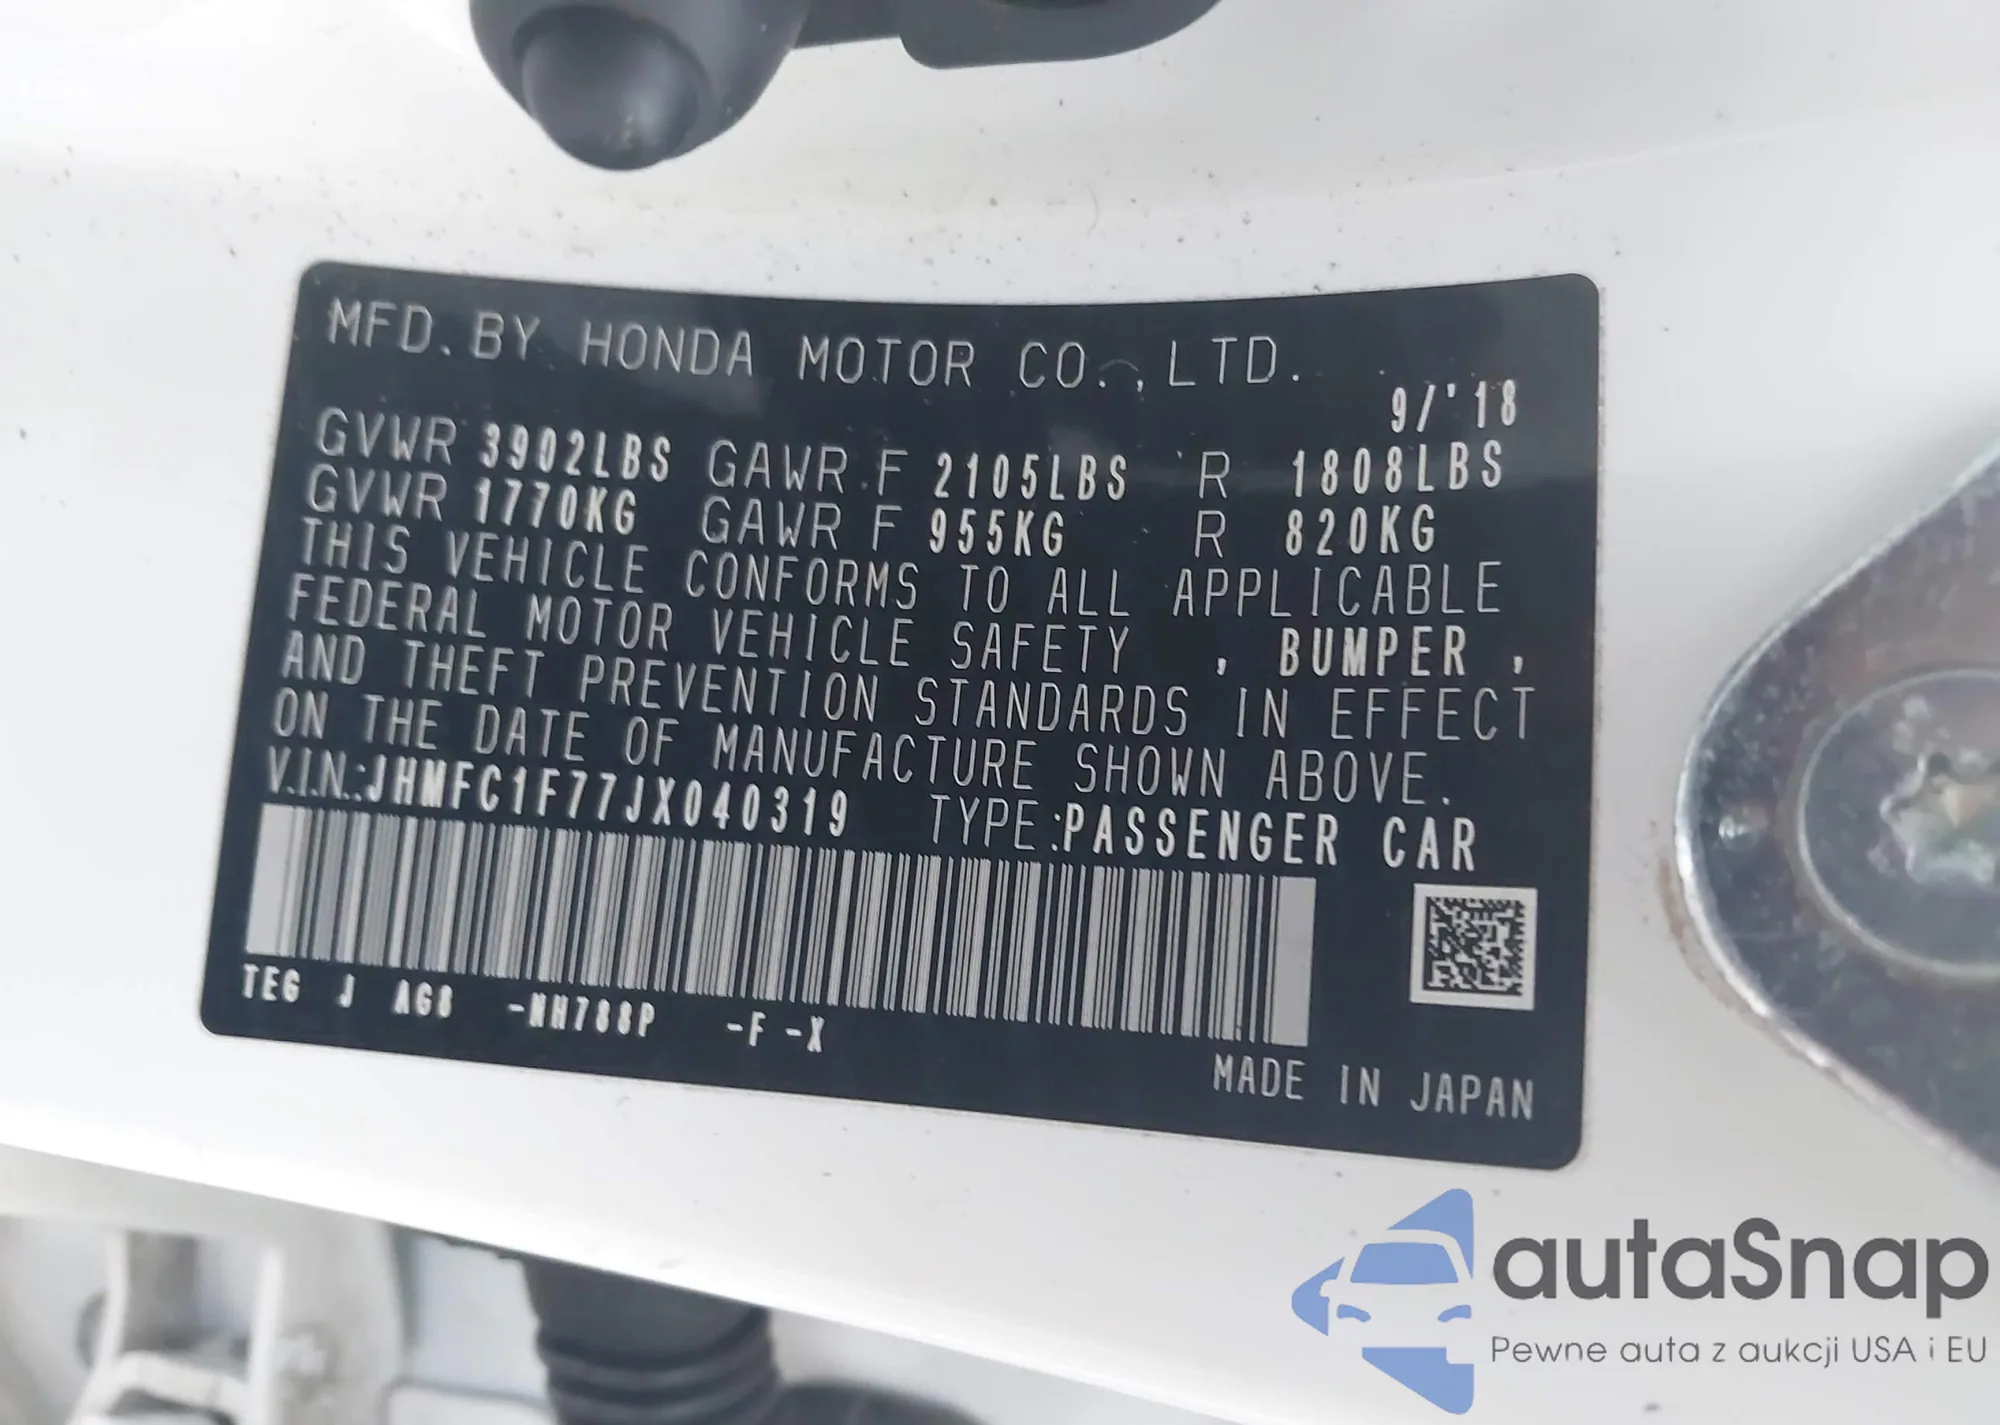 MFD. BY HONDA MOTOR CO., LTD.
9/'18
GVWR 3902LBS GAWR F 2105LBS R 1808LBS
GVWR 1770KG GAWR F 955KG R 820KG
THIS VEHICLE CONFORMS TO ALL APPLICABLE
FEDERAL MOTOR VEHICLE SAFETY , BUMPER ,
AND THEFT PREVENTION STANDARDS IN EFFECT
ON THE DATE OF MANUFACTURE SHOWN ABOVE.
V.I.N.:JHMFC1F77JX040319 TYPE:PASSENGER CAR
TEG J AG8 -NH788P -F -X
MADE IN JAPAN
autaSnap
Pewne auta z aukcji USA i EU